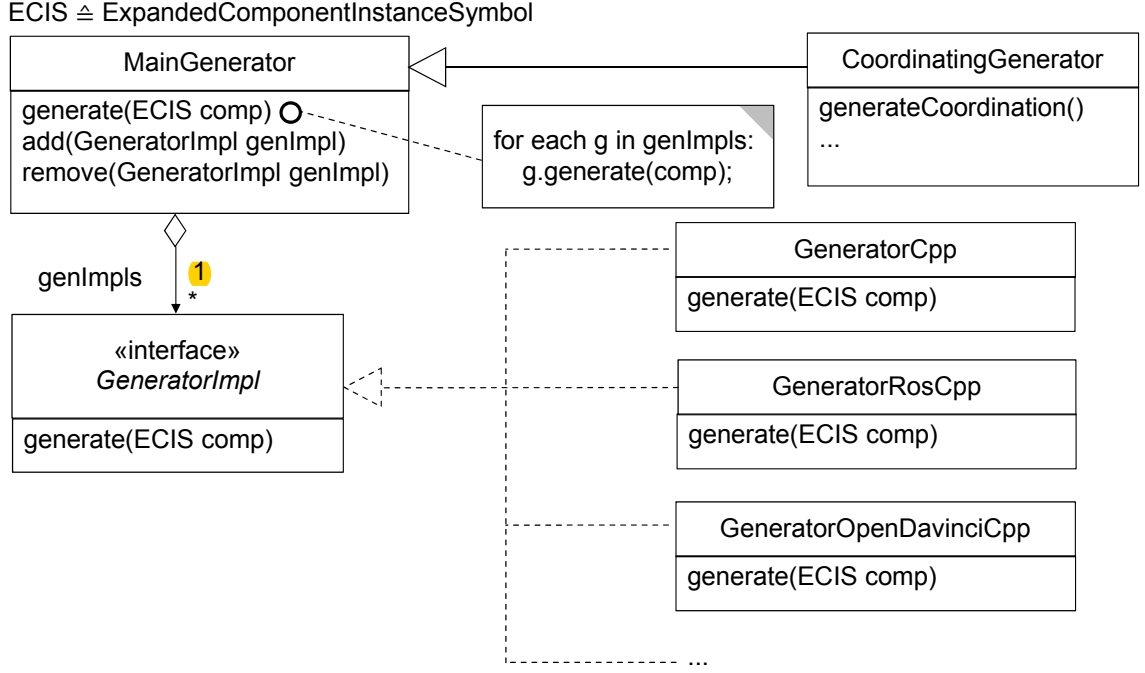 ECIS ≙ ExpandedComponentInstanceSymbol
MainGenerator
generate(ECIS comp)
add(GeneratorImpl genImpl)
remove(GeneratorImpl genImpl)
for each g in genImpls:
g.generate(comp);
CoordinatingGenerator
generateCoordination()
...
genImpls
1
*
«interface»
GeneratorImpl
generate(ECIS comp)
GeneratorCpp
generate(ECIS comp)
GeneratorRosCpp
generate(ECIS comp)
GeneratorOpenDavinciCpp
generate(ECIS comp)
...